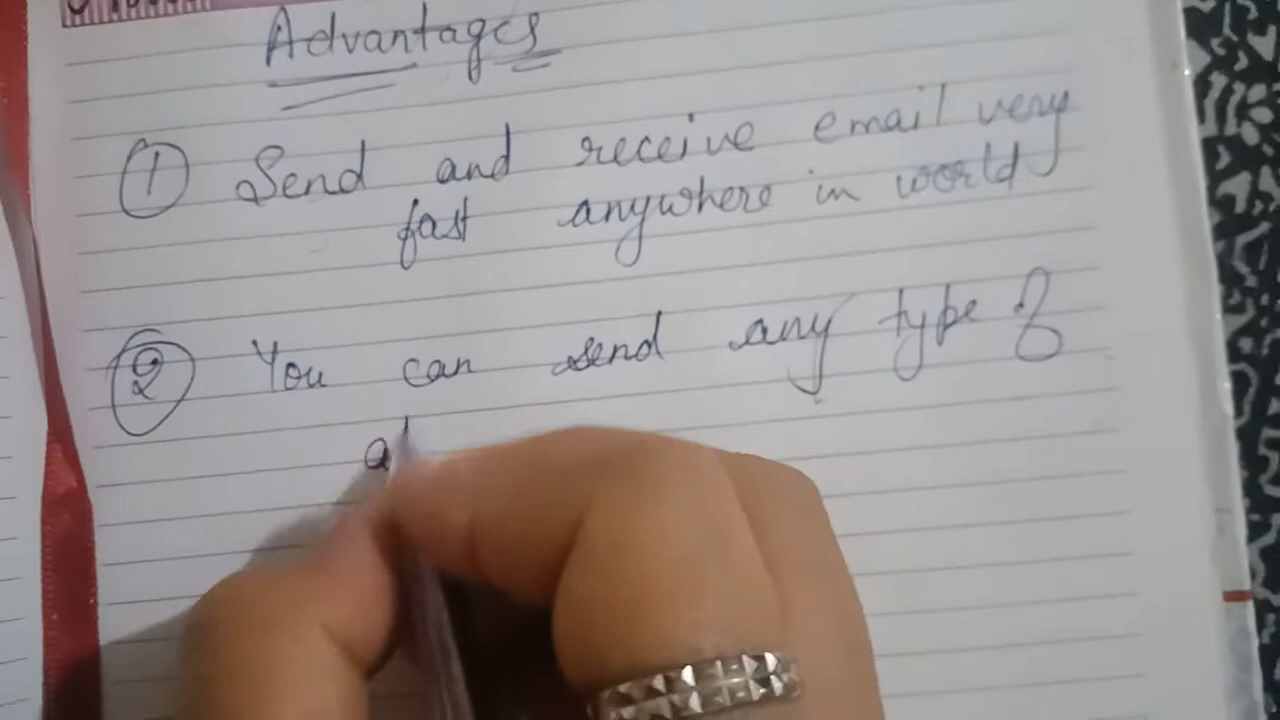 Advantages
① Send and receive email very
fast anywhere in world
② You can send any type of